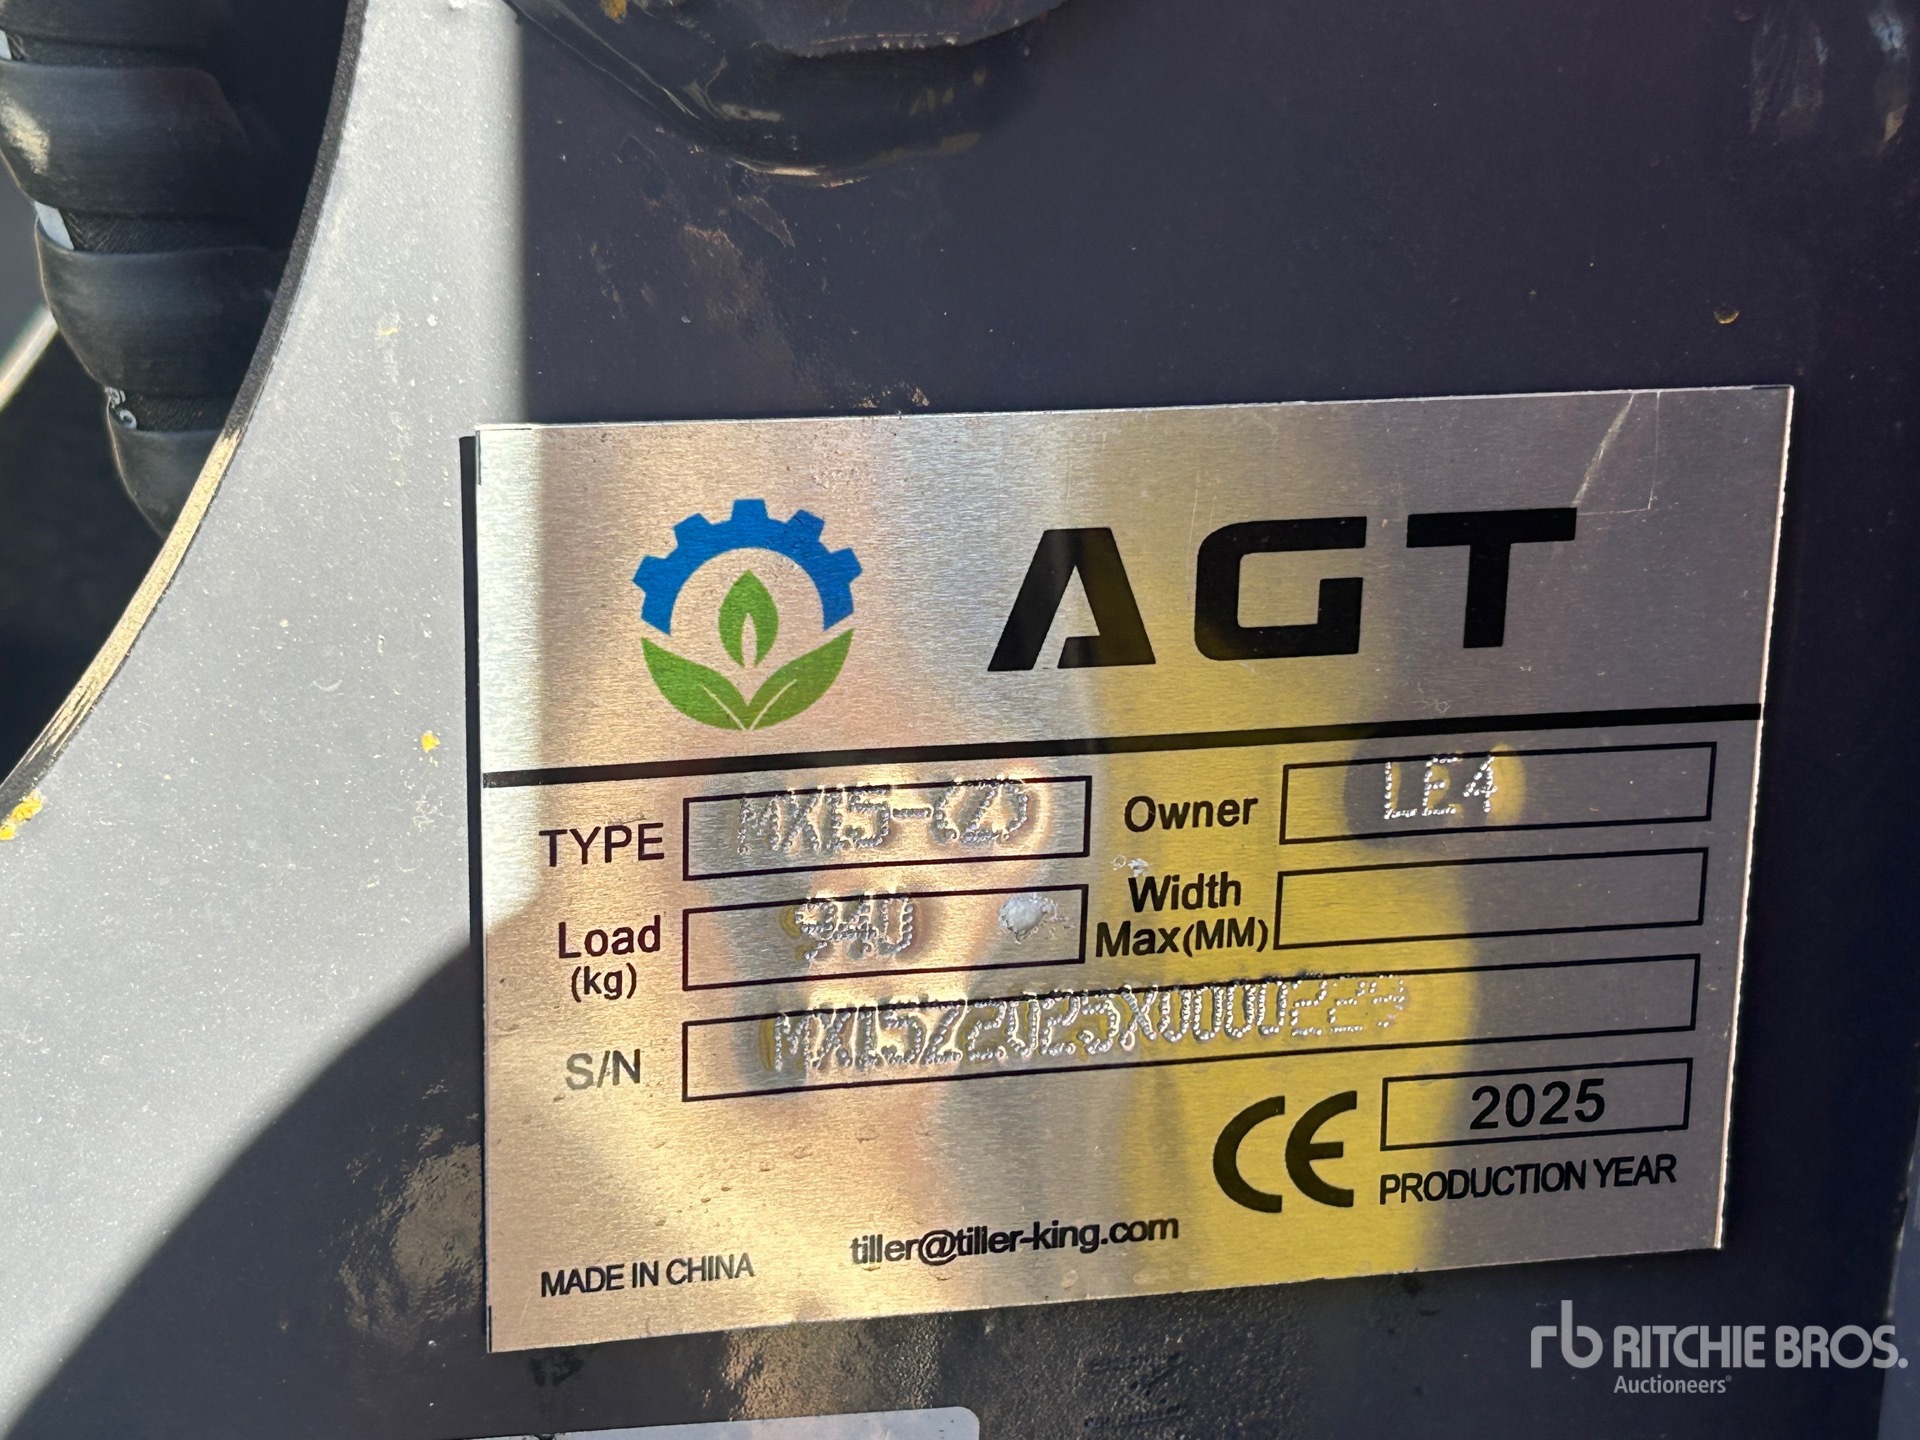 AGT
TYPE MX15-(Z) Owner LE4
Load (kg) 940 Width Max(MM)
S/N
CE 2025
PRODUCTION YEAR
MADE IN CHINA tiller@tiller-king.com
rb RITCHIE BROS.
Auctioneers